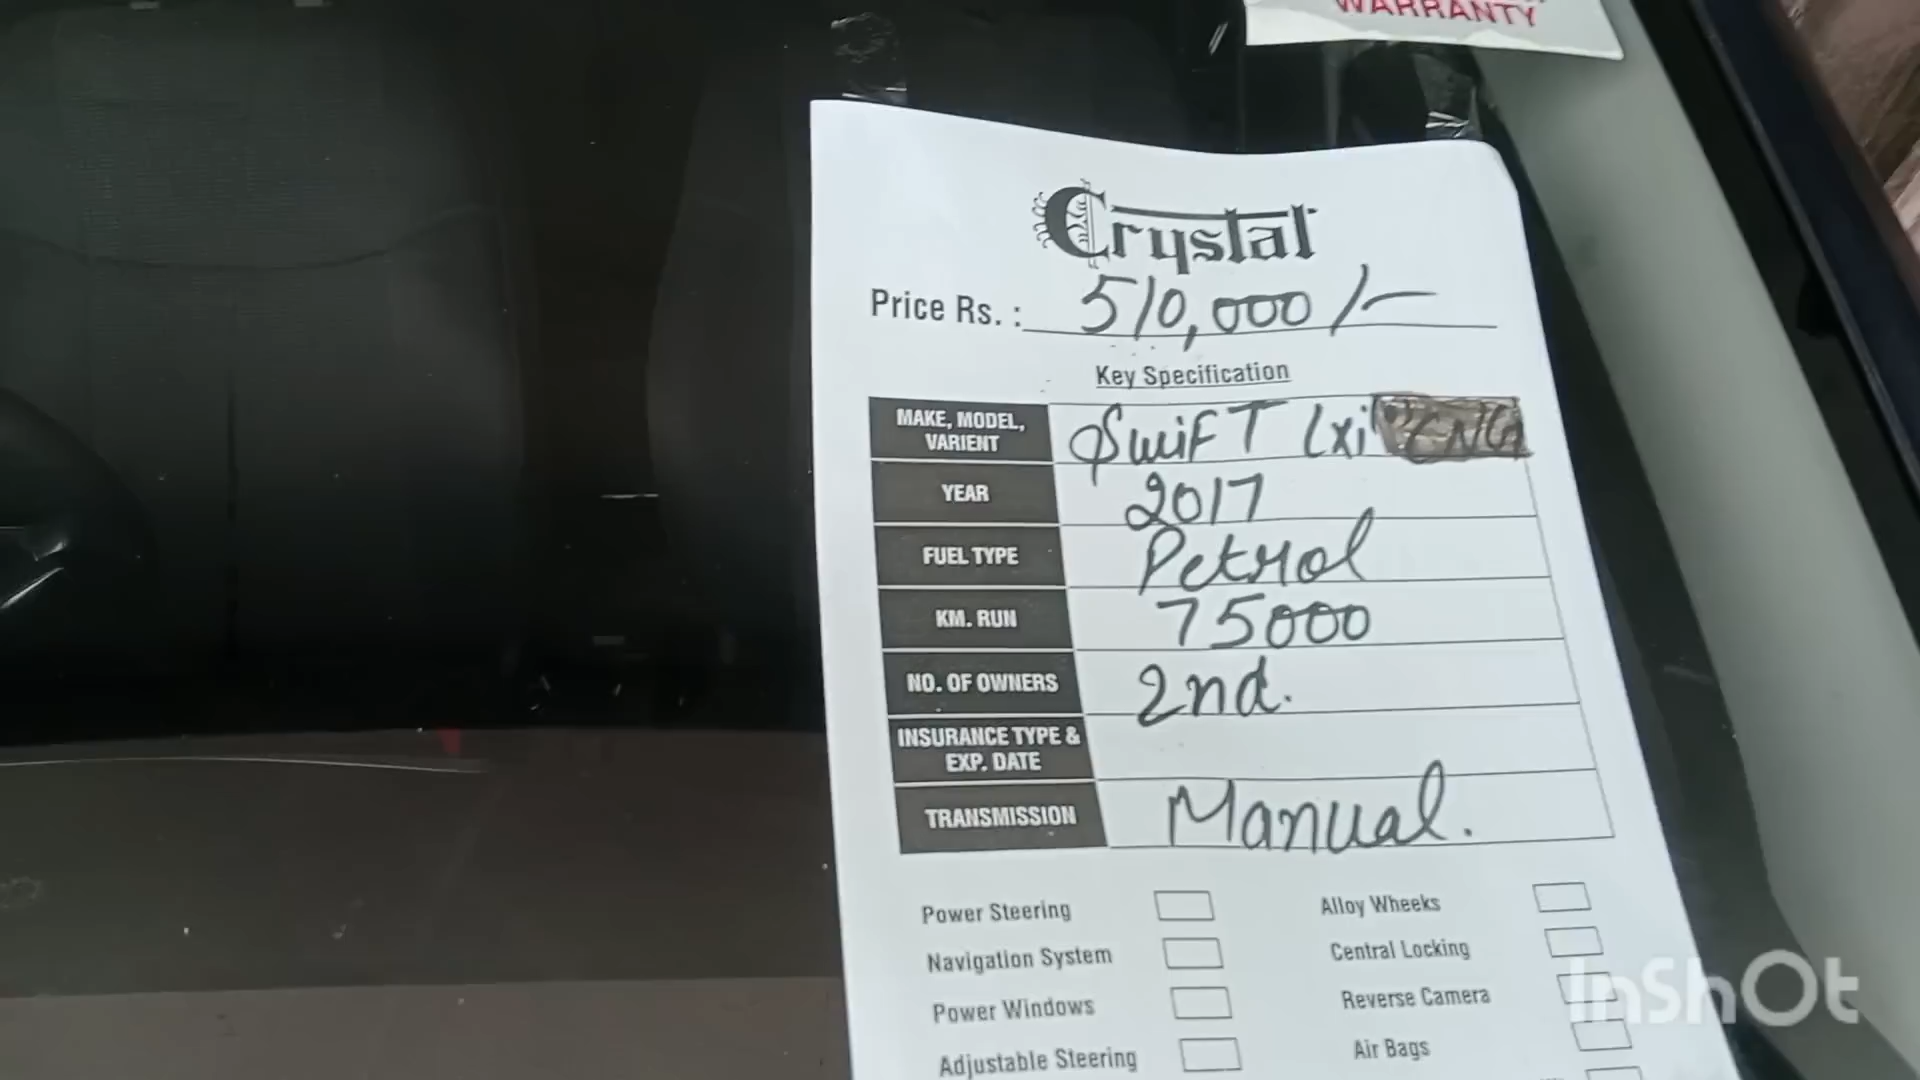 WARRANTY
Crystal
Price Rs. : 510,000/-
Key Specification
MAKE, MODEL, VARIENT SwiFT Lxi CNG
YEAR 2017
FUEL TYPE Petrol
KM. RUN 75000
NO. OF OWNERS 2nd.
INSURANCE TYPE & EXP. DATE
TRANSMISSION Manual.
Power Steering Alloy Wheeks
Navigation System Central Locking
Power Windows Reverse Camera
Adjustable Steering Air Bags
InShOt